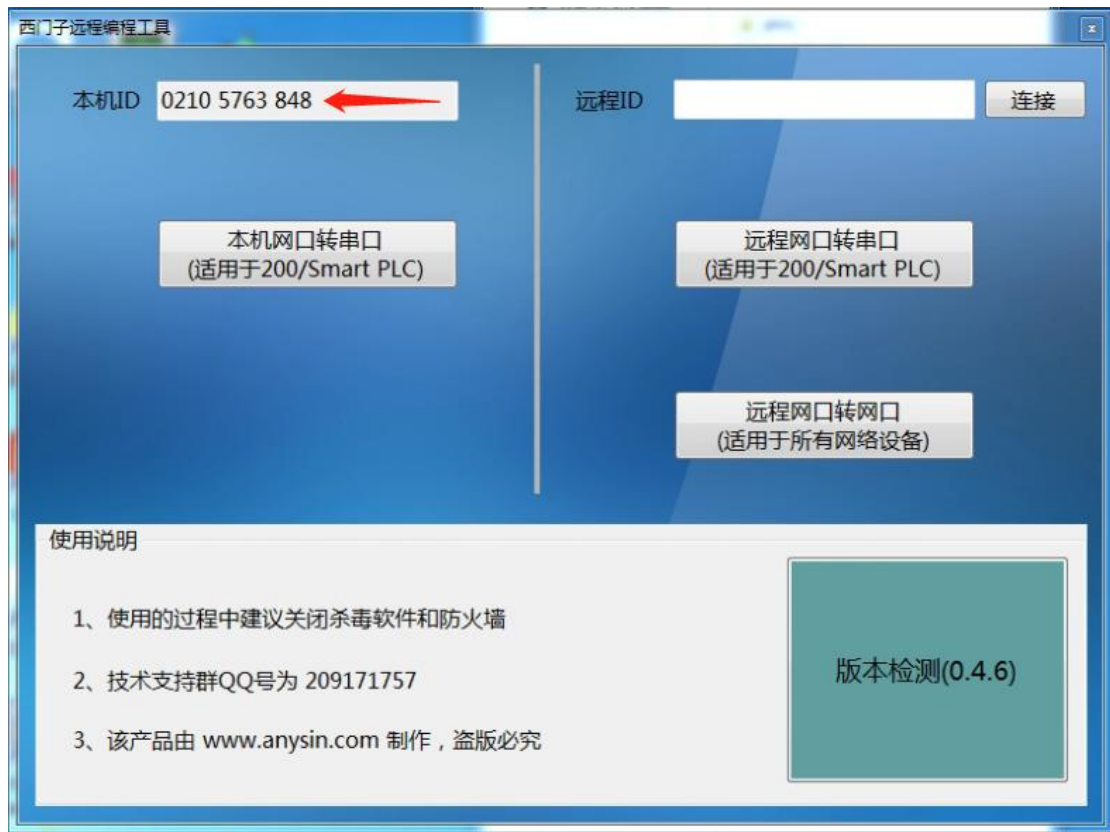 西门子远程编程工具
本机ID 0210 5763 848
远程ID
连接
本机网口转串口
(适用于200/Smart PLC)
远程网口转串口
(适用于200/Smart PLC)
远程网口转网口
(适用于所有网络设备)
使用说明
1、使用的过程中建议关闭杀毒软件和防火墙
2、技术支持群QQ号为 209171757
3、该产品由 www.anysin.com 制作，盗版必究
版本检测(0.4.6)